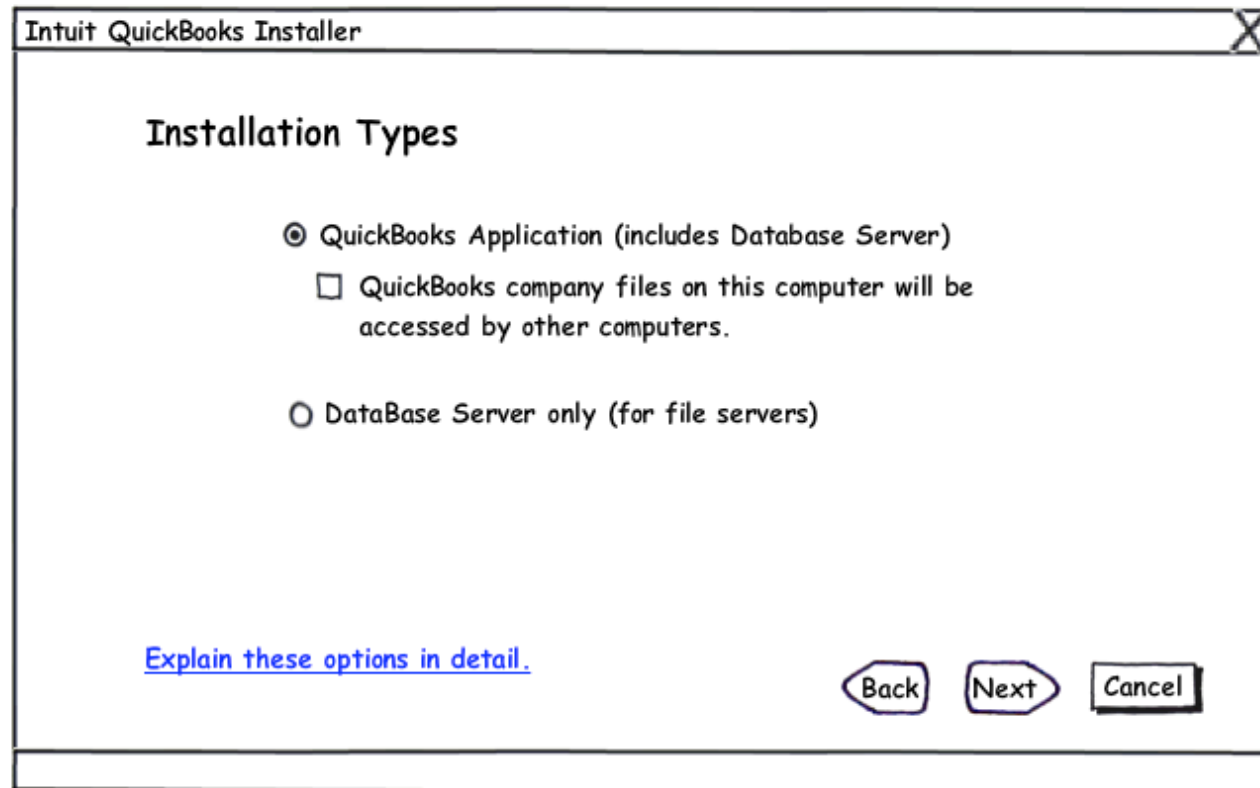 Intuit QuickBooks Installer
Installation Types
QuickBooks Application (includes Database Server)
QuickBooks company files on this computer will be
accessed by other computers.
DataBase Server only (for file servers)
Explain these options in detail.
Back Next Cancel